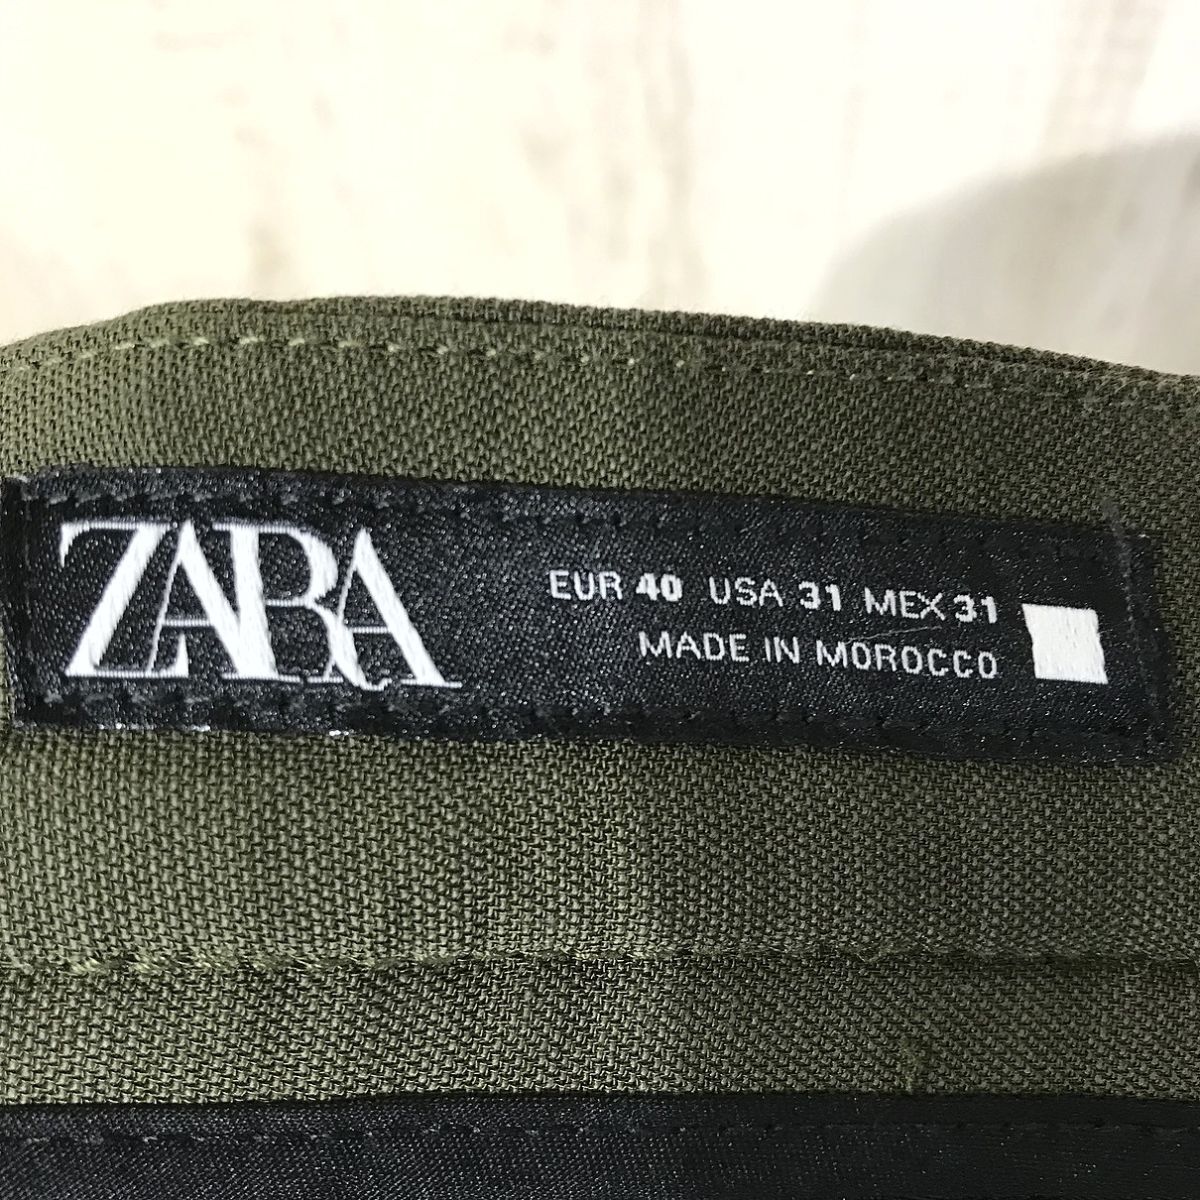 ZARA
EUR 40 USA 31 MEX 31
MADE IN MOROCCO